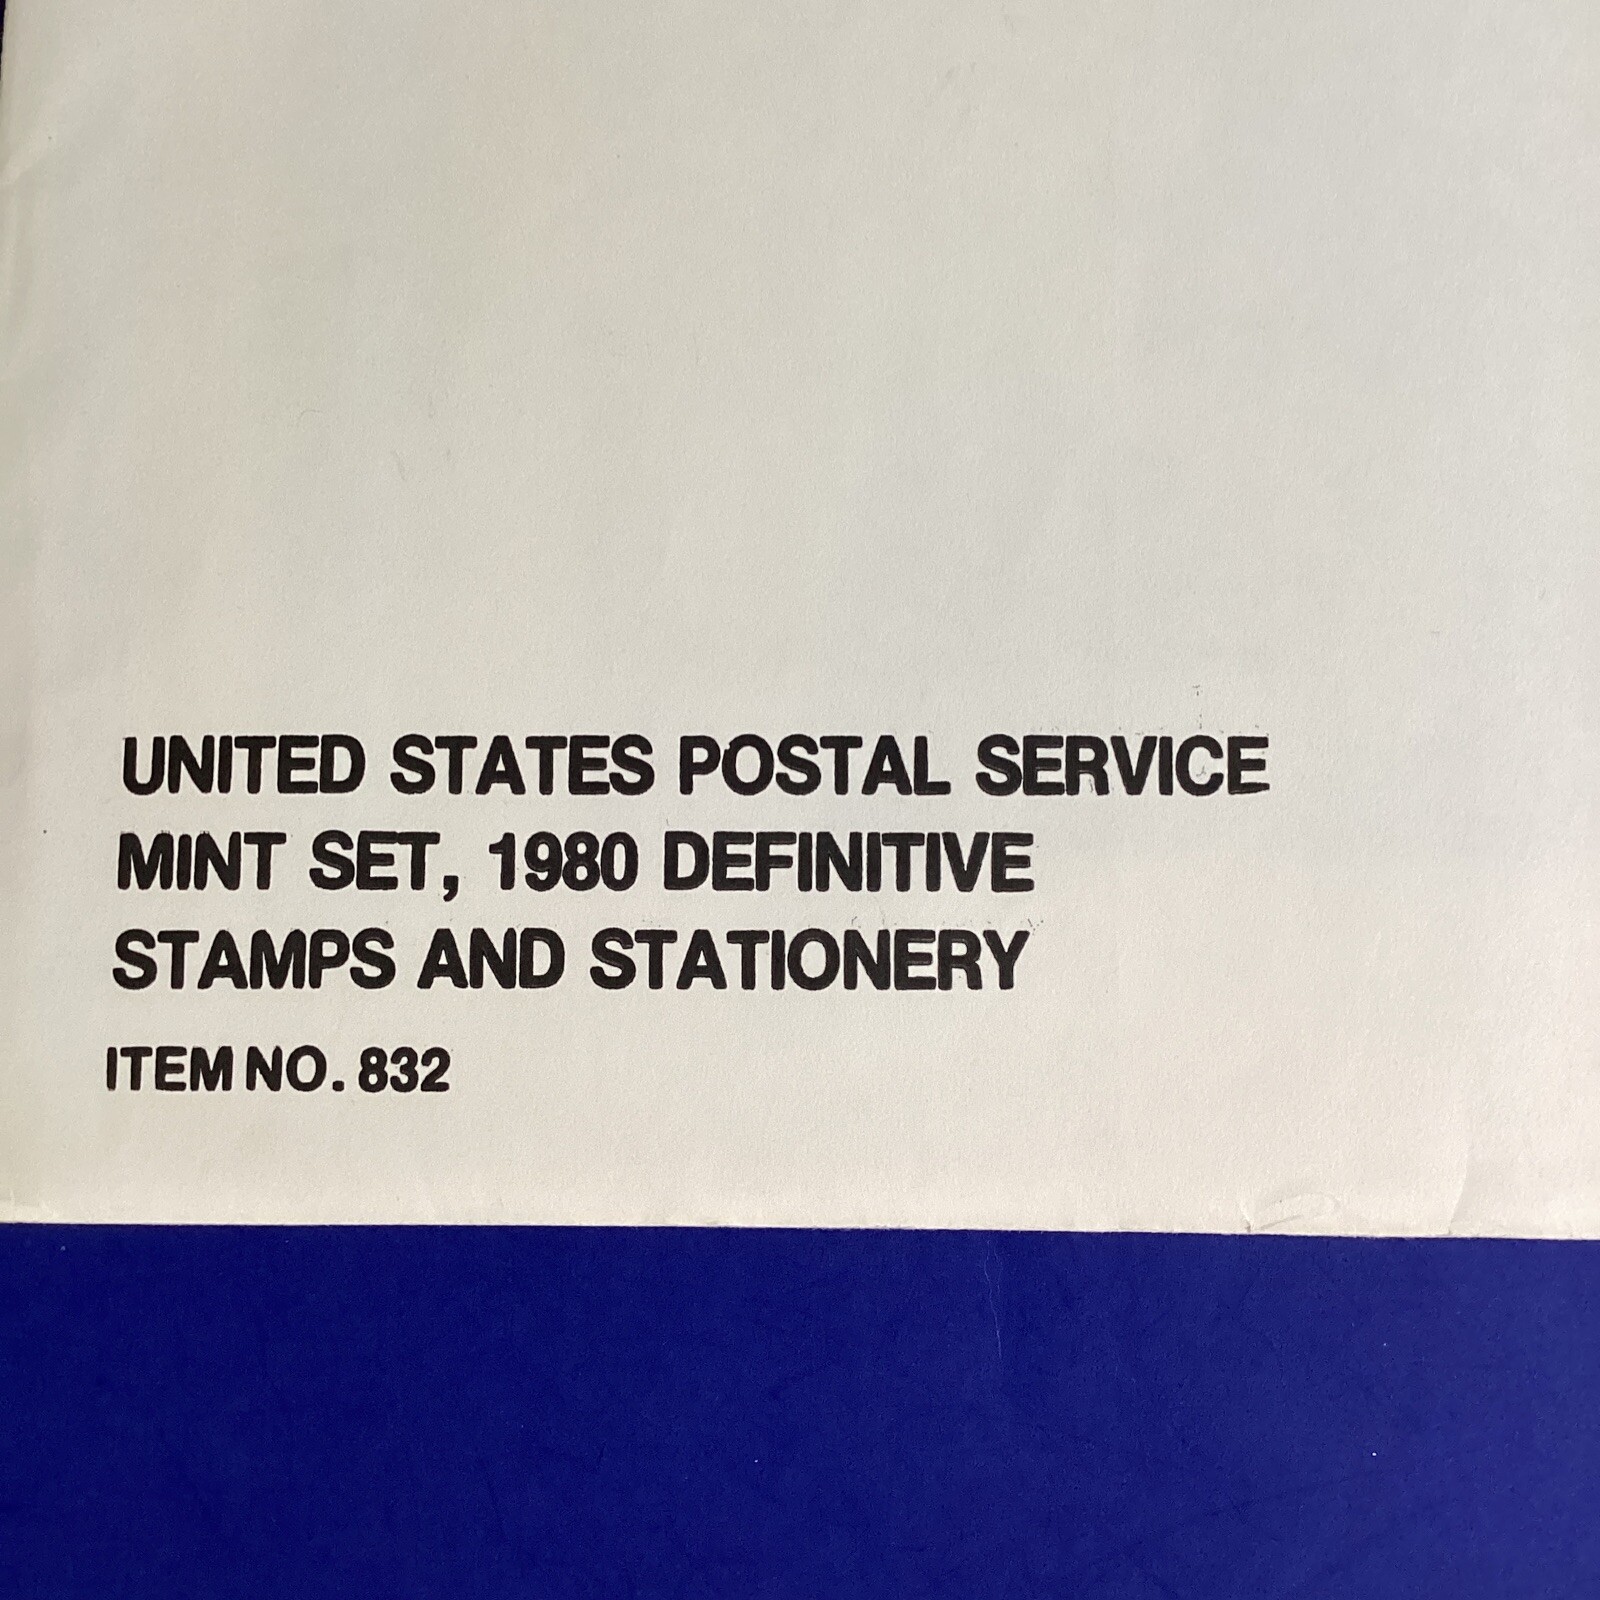 UNITED STATES POSTAL SERVICE
MINT SET, 1980 DEFINITIVE
STAMPS AND STATIONERY
ITEM NO. 832